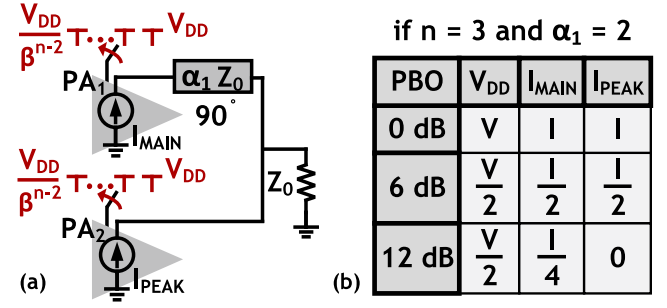 V_DD
β^{n-2}
V_DD
PA₁
α₁ Z₀
90°
I_MAIN
V_DD
β^{n-2}
V_DD
Z₀
PA₂
I_PEAK
(a)
if n = 3 and α₁ = 2
PBO V_DD I_MAIN I_PEAK
0 dB V I I
6 dB V/2 I/2 I/2
12 dB V/2 I/4 0
(b)